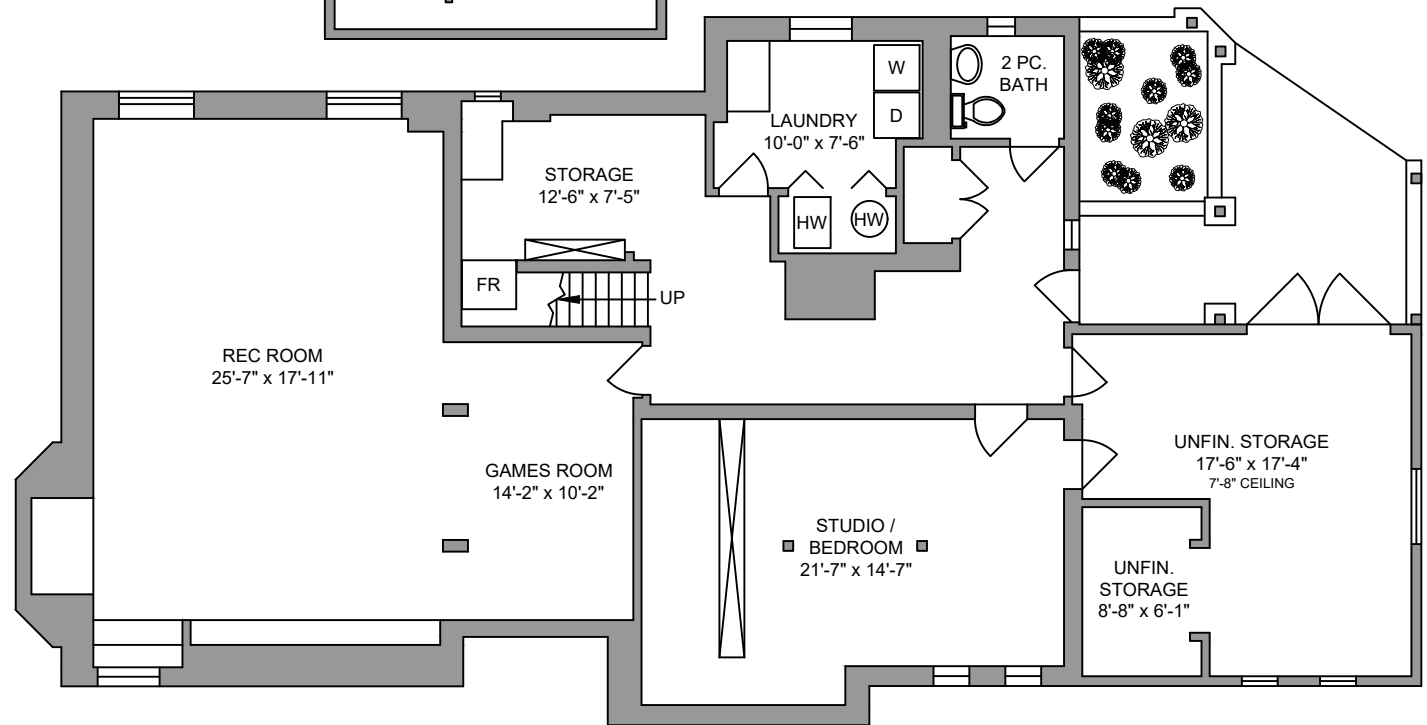 2 PC.
BATH
W
D
LAUNDRY
10'-0" x 7'-6"
STORAGE
12'-6" x 7'-5"
HW
HW
FR
UP
REC ROOM
25'-7" x 17'-11"
GAMES ROOM
14'-2" x 10'-2"
UNFIN. STORAGE
17'-6" x 17'-4"
7'-8" CEILING
STUDIO /
BEDROOM
21'-7" x 14'-7"
UNFIN.
STORAGE
8'-8" x 6'-1"